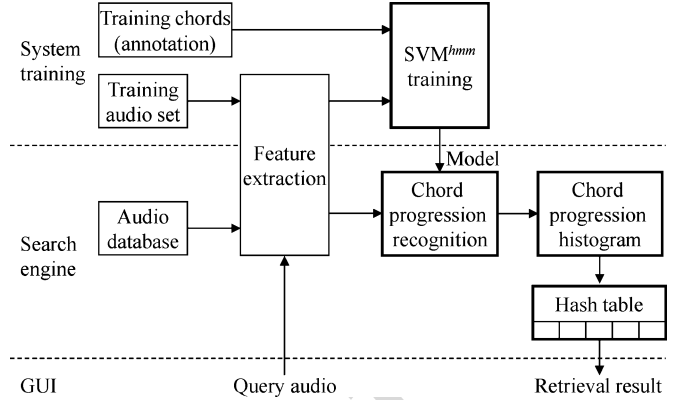 Training chords
(annotation)
System
training
SVMhmm
training
Training
audio set
Feature
extraction
Model
Chord
progression
recognition
Chord
progression
histogram
Audio
database
Search
engine
Hash table
GUI
Query audio
Retrieval result